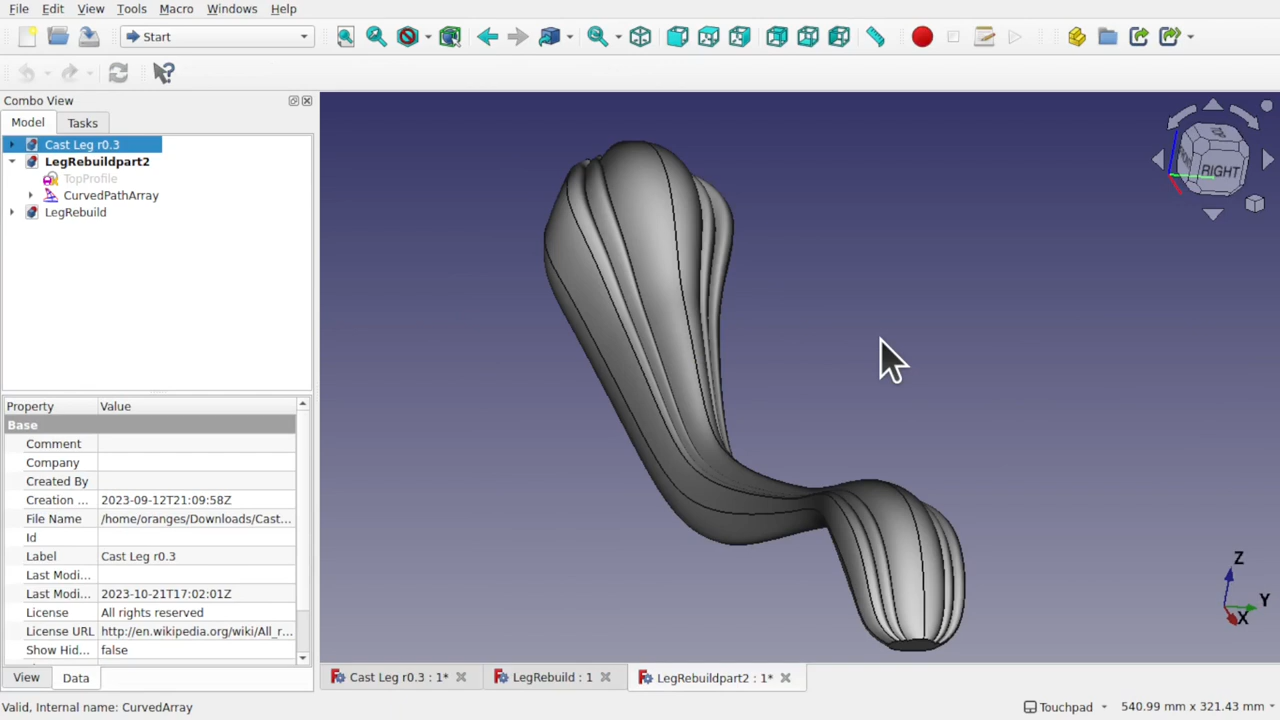 File Edit View Tools Macro Windows Help
Start
Combo View
Model Tasks
Cast Leg r0.3
LegRebuildpart2
TopProfile
CurvedPathArray
LegRebuild
Property Value
Base
Comment
Company
Created By
Creation ... 2023-09-12T21:09:58Z
File Name /home/oranges/Downloads/Cast...
Id
Label Cast Leg r0.3
Last Modi...
Last Modi... 2023-10-21T17:02:01Z
License All rights reserved
License URL http://en.wikipedia.org/wiki/All_r...
Show Hid... false
View Data
RIGHT
Z
Y
X
Cast Leg r0.3 : 1* LegRebuild : 1 LegRebuildpart2 : 1*
Valid, Internal name: CurvedArray
Touchpad 540.99 mm x 321.43 mm